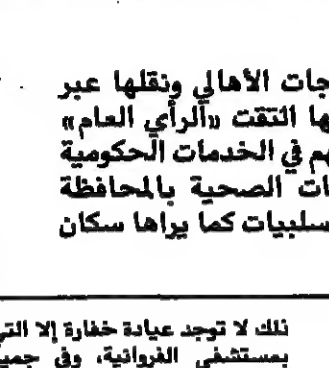 جات الأهالي ونقلها عبر
ها التقت «الرأي العام»
هم في الخدمات الحكومية
ات الصحية بالمحافظة
سلبيات كما يراها سكان
ذلك لا توجد عيادة خفارة إلا التي
بمستشفى الفروانية، وفي جميع